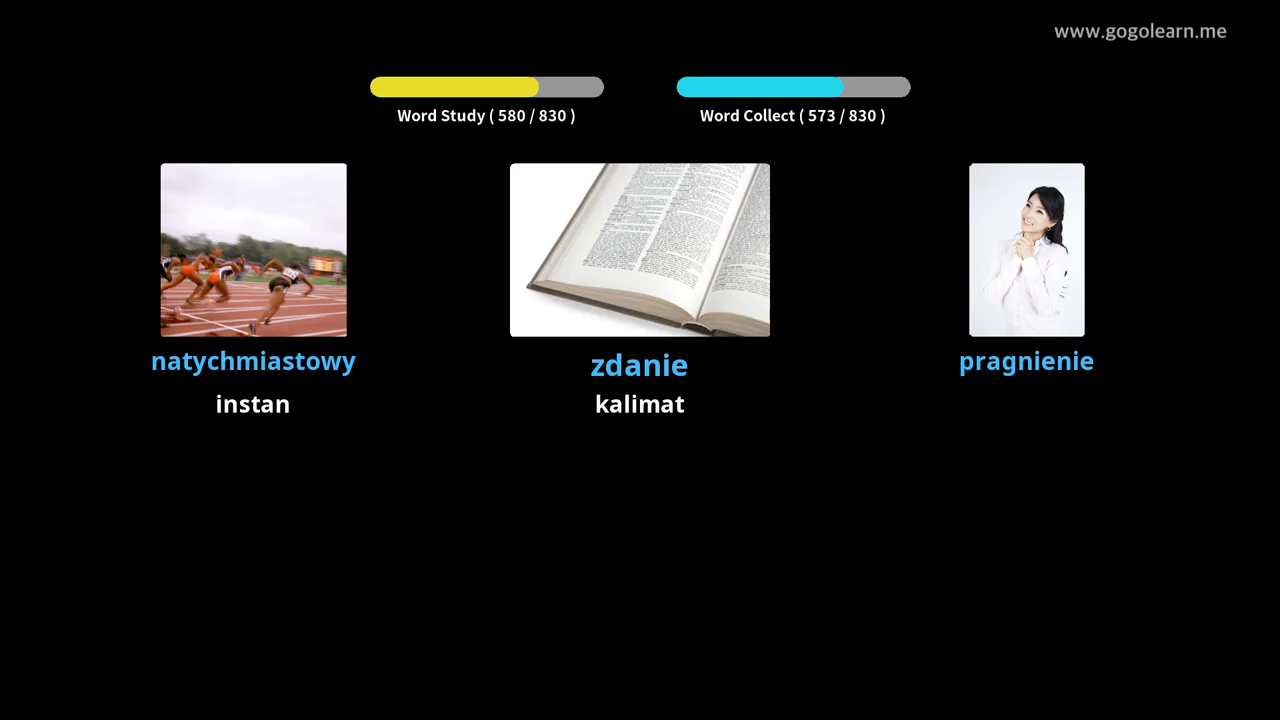 www.gogolearn.me
Word Study ( 580 / 830 )
Word Collect ( 573 / 830 )
natychmiastowy
instan
zdanie
kalimat
pragnienie